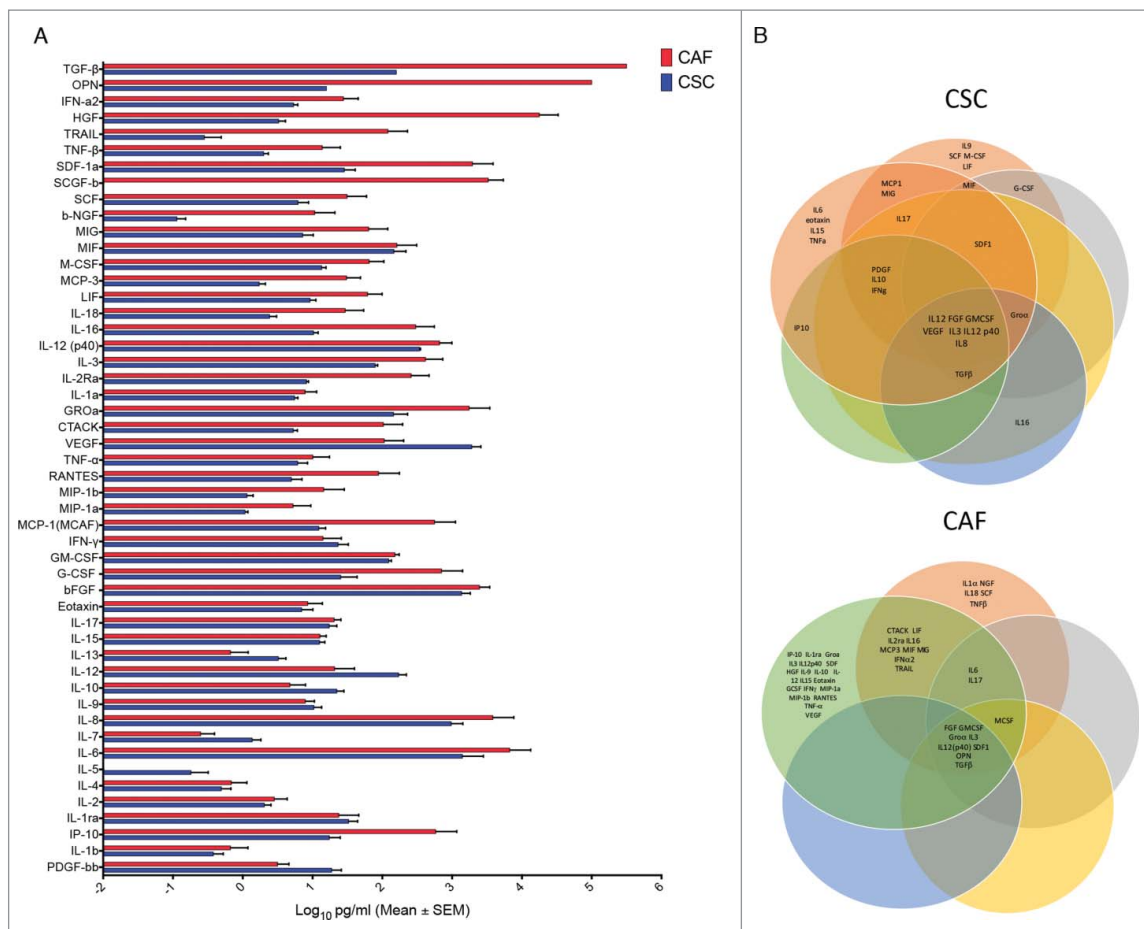 A
CAF
CSC
TGF-β
OPN
IFN-a2
HGF
TRAIL
TNF-β
SDF-1a
SCGF-b
SCF
b-NGF
MIG
MIF
M-CSF
MCP-3
LIF
IL-18
IL-16
IL-12 (p40)
IL-3
IL-2Ra
IL-1a
GROa
CTACK
VEGF
TNF-α
RANTES
MIP-1b
MIP-1a
MCP-1(MCAF)
IFN-γ
GM-CSF
G-CSF
bFGF
Eotaxin
IL-17
IL-15
IL-13
IL-12
IL-10
IL-9
IL-8
IL-7
IL-6
IL-5
IL-4
IL-2
IL-1ra
IP-10
IL-1b
PDGF-bb
-2 -1 0 1 2 3 4 5 6
Log10 pg/ml (Mean ± SEM)
B
CSC
IL9
SCF M-CSF
LIF
MIF
G-CSF
MCP1
MIG
IL6
eotaxin
IL15
TNFa
IL17
SDF1
PDGF
IL10
IFNg
IP10
IL12 FGF GMCSF
VEGF IL3 IL12 p40
IL8
Groα
TGFβ
IL16
CAF
IL1α NGF
IL18 SCF
TNFβ
CTACK LIF
IL2ra IL16
MCP3 MIF MIG
IFNα2
TRAIL
IP-10 IL-1ra Groa
IL3 IL12p40 SDF
HGF IL-9 IL-10 IL-
12 IL15 Eotaxin
GCSF IFNγ MIP-1a
MIP-1b RANTES
TNF-α
VEGF
IL6
IL17
MCSF
FGF GMCSF
Groα IL3
IL12(p40) SDF1
OPN
TGFβ